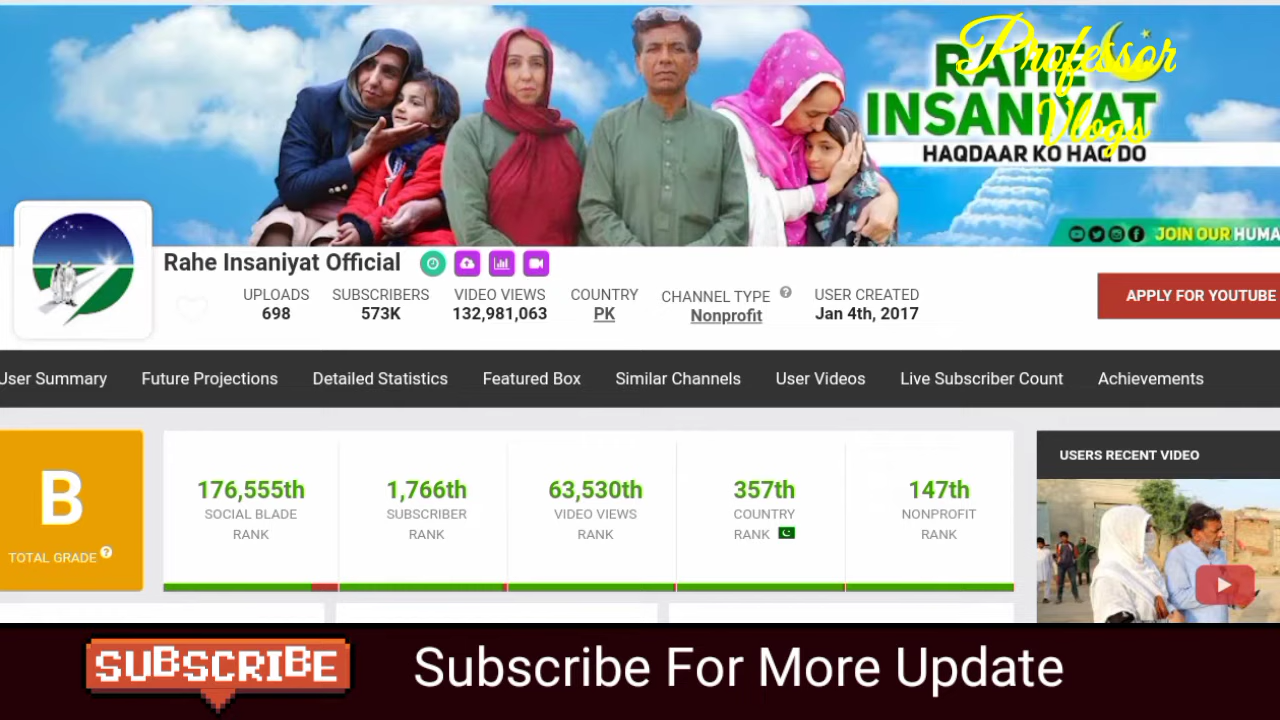 RAHE
INSANIYAT
HAQDAAR KO HAQ DO
Professor
Vlogs
JOIN OUR HUMA
Rahe Insaniyat Official
UPLOADS
698
SUBSCRIBERS
573K
VIDEO VIEWS
132,981,063
COUNTRY
PK
CHANNEL TYPE ?
Nonprofit
USER CREATED
Jan 4th, 2017
APPLY FOR YOUTUBE
User Summary
Future Projections
Detailed Statistics
Featured Box
Similar Channels
User Videos
Live Subscriber Count
Achievements
B
TOTAL GRADE ?
176,555th
SOCIAL BLADE
RANK
1,766th
SUBSCRIBER
RANK
63,530th
VIDEO VIEWS
RANK
357th
COUNTRY
RANK
147th
NONPROFIT
RANK
USERS RECENT VIDEO
SUBSCRIBE
Subscribe For More Update